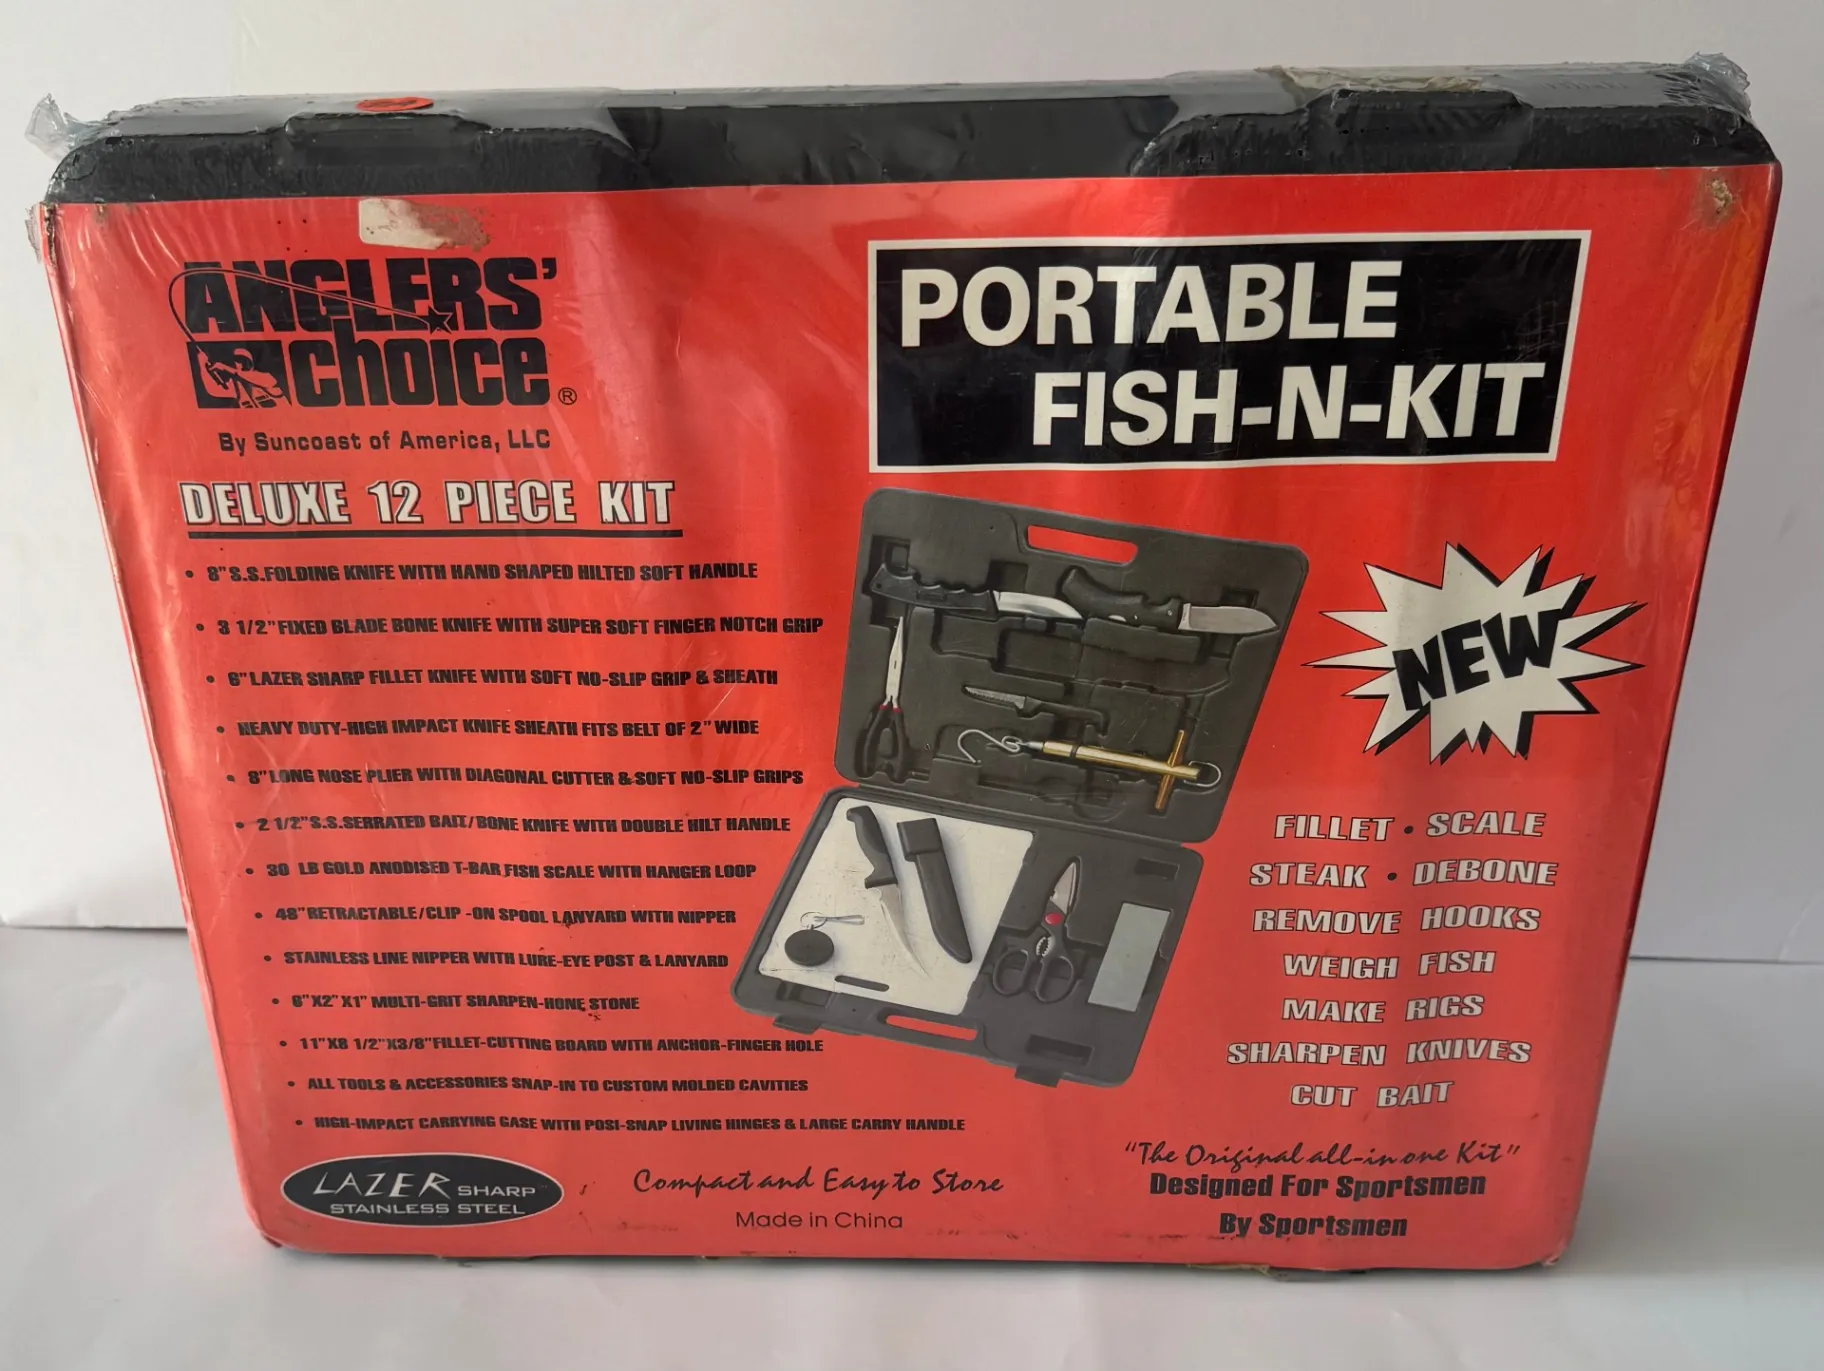 ANGLERS'
choice®
By Suncoast of America, LLC
PORTABLE
FISH-N-KIT
DELUXE 12 PIECE KIT
• 8" S.S.FOLDING KNIFE WITH HAND SHAPED HILTED SOFT HANDLE
• 3 1/2" FIXED BLADE BONE KNIFE WITH SUPER SOFT FINGER NOTCH GRIP
• 6" LAZER SHARP FILLET KNIFE WITH SOFT NO-SLIP GRIP & SHEATH
• HEAVY DUTY-HIGH IMPACT KNIFE SHEATH FITS BELT OF 2" WIDE
• 8" LONG NOSE PLIER WITH DIAGONAL CUTTER & SOFT NO-SLIP GRIPS
• 2 1/2" S.S.SERRATED BAIT/BONE KNIFE WITH DOUBLE HILT HANDLE
• 30 LB GOLD ANODISED T-BAR FISH SCALE WITH HANGER LOOP
• 48" RETRACTABLE/CLIP -ON SPOOL LANYARD WITH NIPPER
• STAINLESS LINE NIPPER WITH LURE-EYE POST & LANYARD
• 6"X2"X1" MULTI-GRIT SHARPEN-HONE STONE
• 11"X8 1/2"X3/8" FILLET-CUTTING BOARD WITH ANCHOR-FINGER HOLE
• ALL TOOLS & ACCESSORIES SNAP-IN TO CUSTOM MOLDED CAVITIES
• HIGH-IMPACT CARRYING CASE WITH POSI-SNAP LIVING HINGES & LARGE CARRY HANDLE
NEW
FILLET • SCALE
STEAK • DEBONE
REMOVE HOOKS
WEIGH FISH
MAKE RIGS
SHARPEN KNIVES
CUT BAIT
LAZER SHARP
STAINLESS STEEL
Compact and Easy to Store
Made in China
"The Original all-in one Kit"
Designed For Sportsmen
By Sportsmen